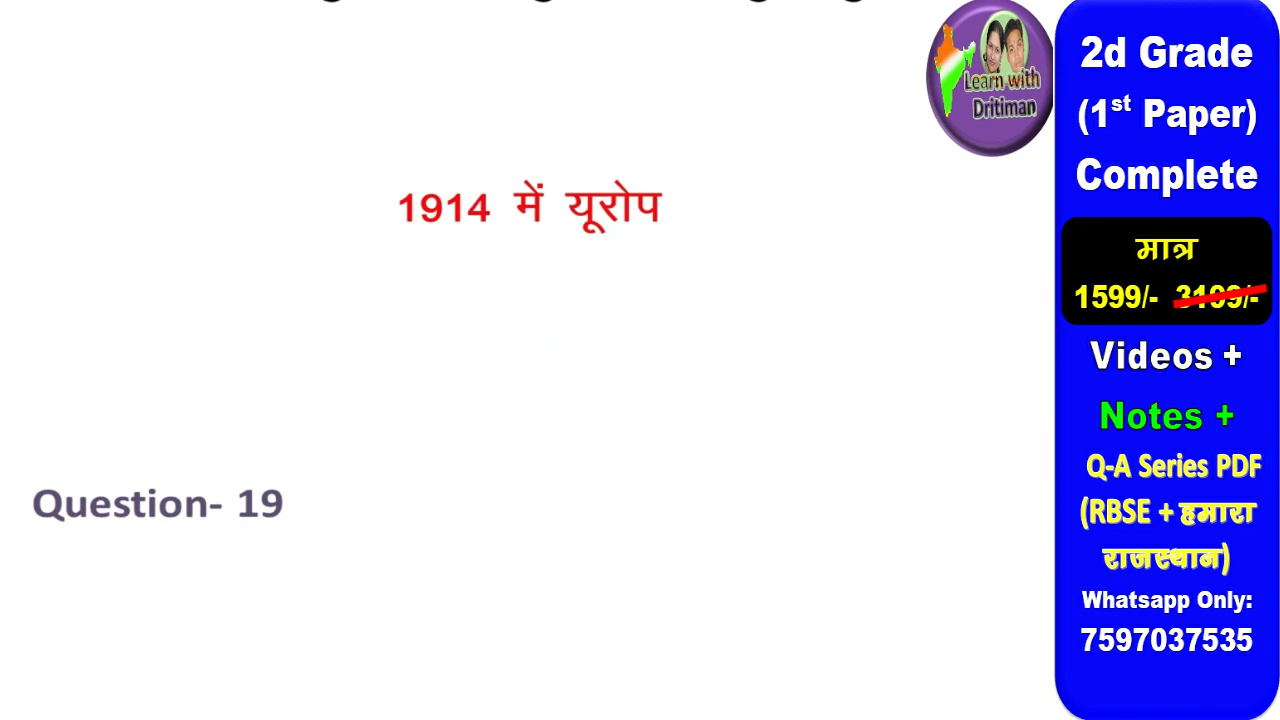 1914 में यूरोप
Question- 19
Learn with
Dritiman
2d Grade
(1st Paper)
Complete
मात्र
1599/- 3199/-
Videos +
Notes +
Q-A Series PDF
(RBSE + हमारा
राजस्थान)
Whatsapp Only:
7597037535